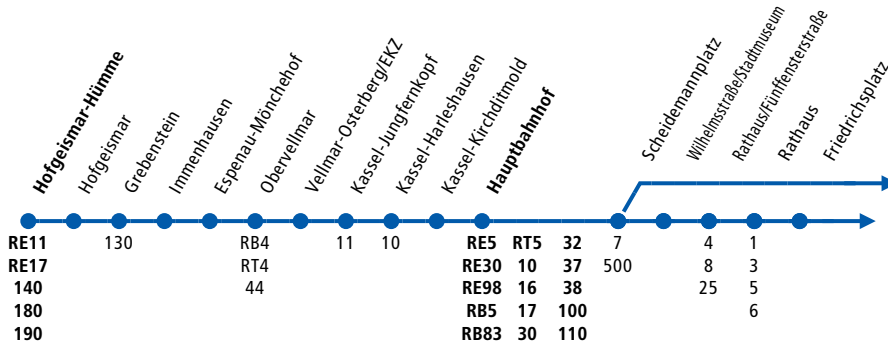 Hofgeismar-Hümme
Hofgeismar
Grebenstein
Immenhausen
Espenau-Mönchehof
Obervellmar
Vellmar-Osterberg/EKZ
Kassel-Jungfernkopf
Kassel-Harleshausen
Kassel-Kirchditmold
Hauptbahnhof
Scheidemannplatz
Wilhelmsstraße/Stadtmuseum
Rathaus/Fünffensterstraße
Rathaus
Friedrichsplatz
RE11 130 RB4 11 10 RE5 RT5 32 7 4 1
RE17 RT4 RE30 10 37 500 8 3
140 44 RE98 16 38 25 5
180 RB5 17 100 6
190 RB83 30 110